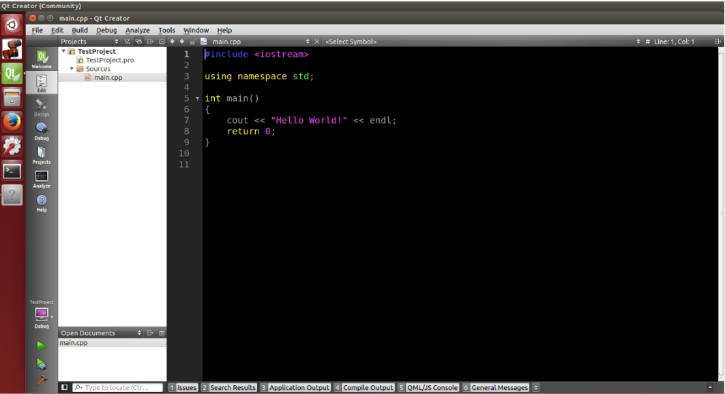 Qt Creator (Community)
main.cpp - Qt Creator
File Edit Build Debug Analyze Tools Window Help
Projects main.cpp <Select Symbol> # Line: 1, Col: 1
TestProject
TestProject.pro
Sources
main.cpp
Welcome
Edit
Design
Debug
Projects
Analyze
Help
1 #include <iostream>
2
3 using namespace std;
4
5 int main()
6 {
7 cout << "Hello World!" << endl;
8 return 0;
9 }
10
11
TestProject
Debug
Open Documents
main.cpp
Type to locate (Ctr... 1 Issues 2 Search Results 3 Application Output 4 Compile Output 5 QML/JS Console 6 General Messages